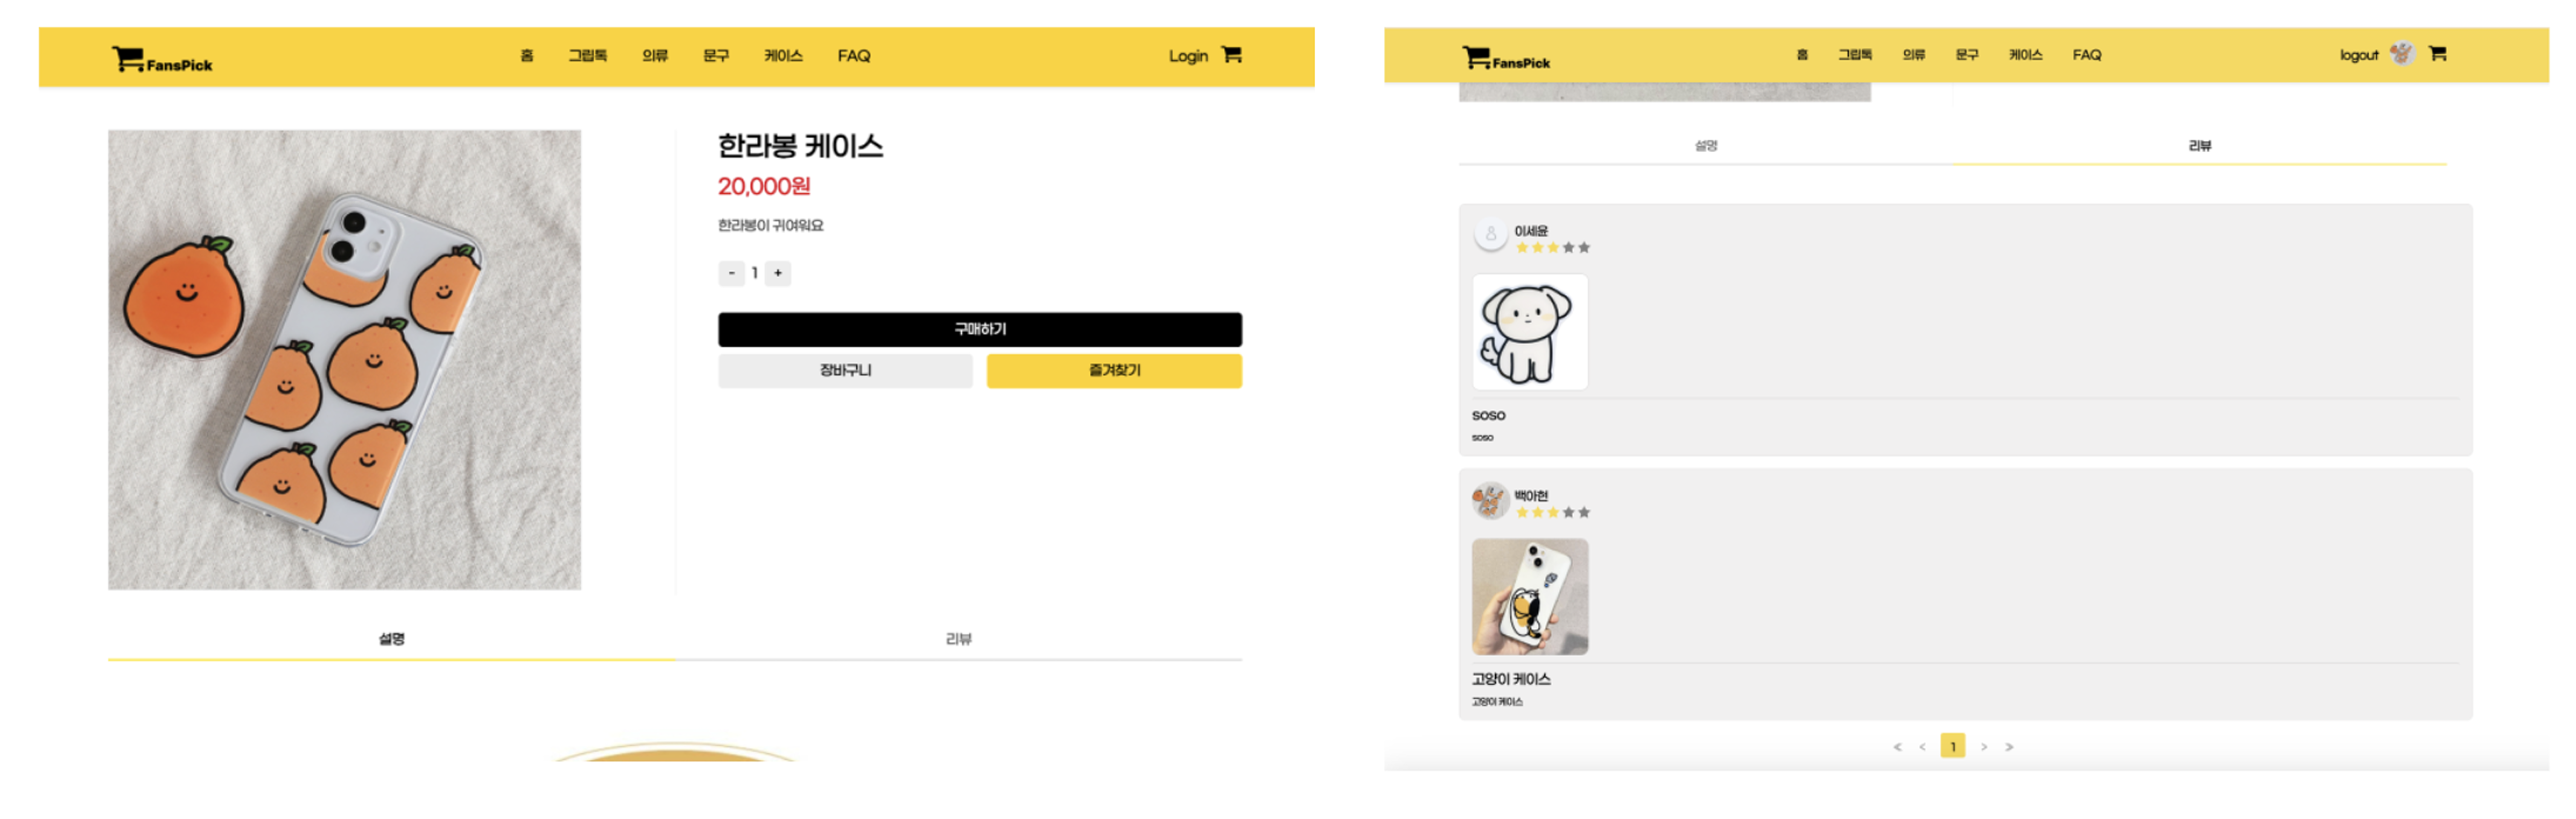 FansPick
홈 그립톡 의류 문구 케이스 FAQ
Login
한라봉 케이스
20,000원
한라봉이 귀여워요
- 1 +
구매하기
장바구니 즐겨찾기
설명 리뷰
FansPick
홈 그립톡 의류 문구 케이스 FAQ
logout
설명 리뷰
이세윤
soso
soso
백아현
고양이 케이스
고양이 케이스
« < 1 > »